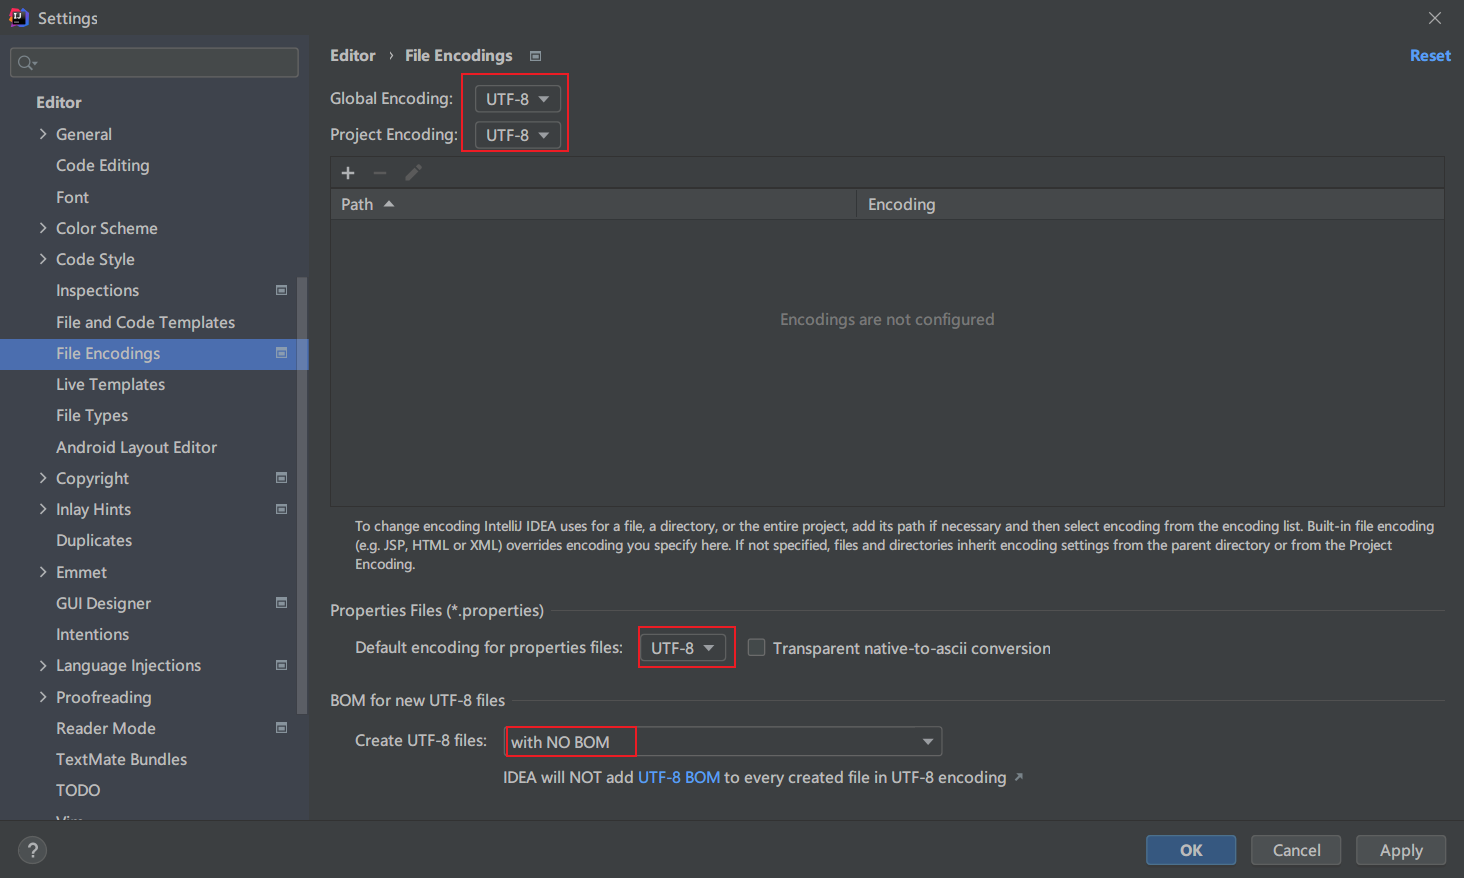 Settings
Editor
General
Code Editing
Font
Color Scheme
Code Style
Inspections
File and Code Templates
File Encodings
Live Templates
File Types
Android Layout Editor
Copyright
Inlay Hints
Duplicates
Emmet
GUI Designer
Intentions
Language Injections
Proofreading
Reader Mode
TextMate Bundles
TODO
Editor › File Encodings
Reset
Global Encoding: UTF-8
Project Encoding: UTF-8
Path Encoding
Encodings are not configured
To change encoding IntelliJ IDEA uses for a file, a directory, or the entire project, add its path if necessary and then select encoding from the encoding list. Built-in file encoding
(e.g. JSP, HTML or XML) overrides encoding you specify here. If not specified, files and directories inherit encoding settings from the parent directory or from the Project
Encoding.
Properties Files (*.properties)
Default encoding for properties files: UTF-8 Transparent native-to-ascii conversion
BOM for new UTF-8 files
Create UTF-8 files: with NO BOM
IDEA will NOT add UTF-8 BOM to every created file in UTF-8 encoding ↗
? OK Cancel Apply